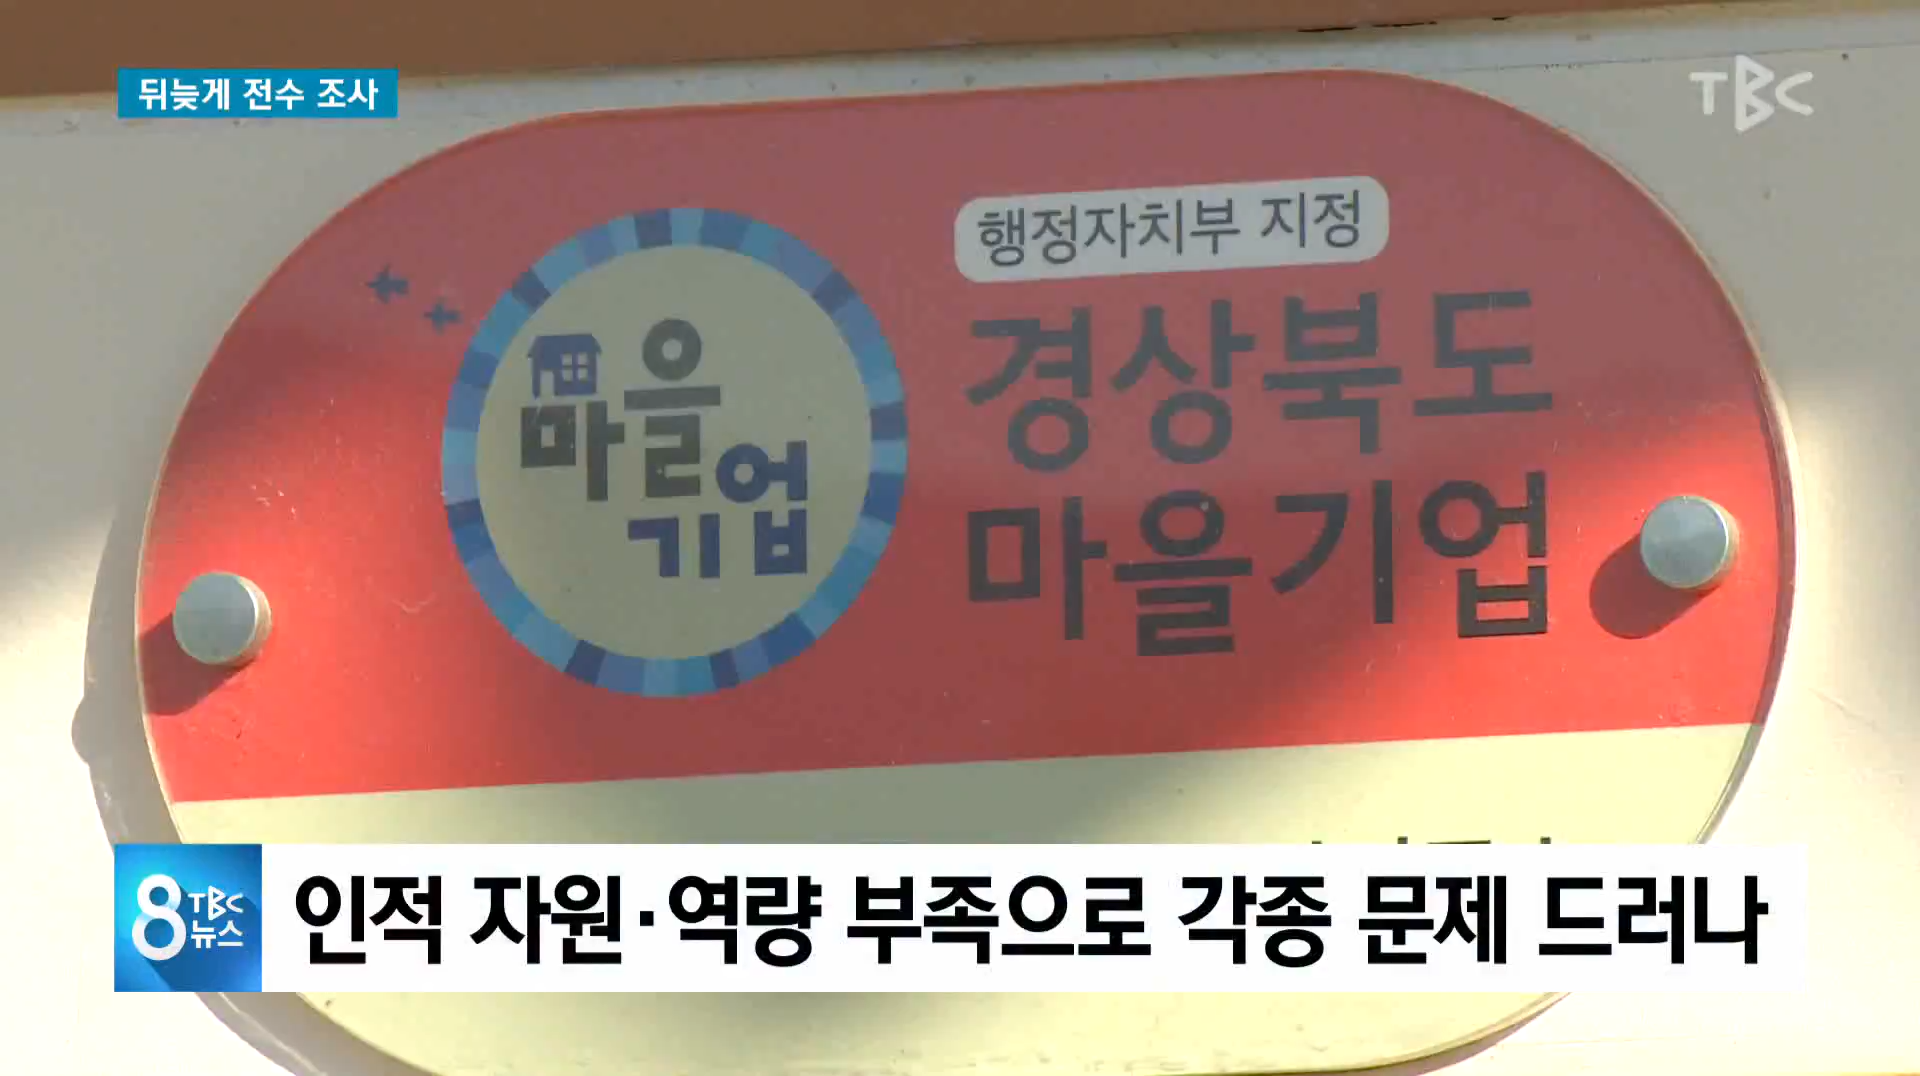 뒤늦게 전수 조사
TBC
행정자치부 지정
경상북도
마을기업
마을
기업
8 TBC
뉴스
인적 자원·역량 부족으로 각종 문제 드러나